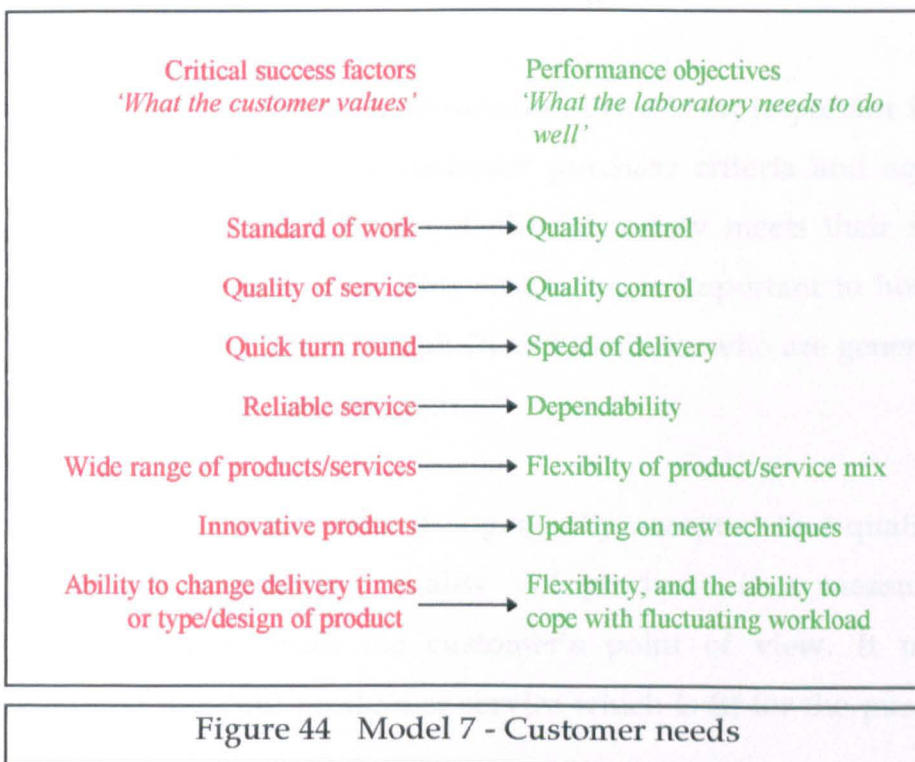 Critical success factors Performance objectives
‘What the customer values’ ‘What the laboratory needs to do
well’
Standard of work Quality control
Quality of service Quality control
Quick turn round Speed of delivery
Reliable service Dependability
Wide range of products/services Flexibilty of product/service mix
Innovative products Updating on new techniques
Ability to change delivery times Flexibility, and the ability to
or type/design of product cope with fluctuating workload
Figure 44 Model 7 - Customer needs